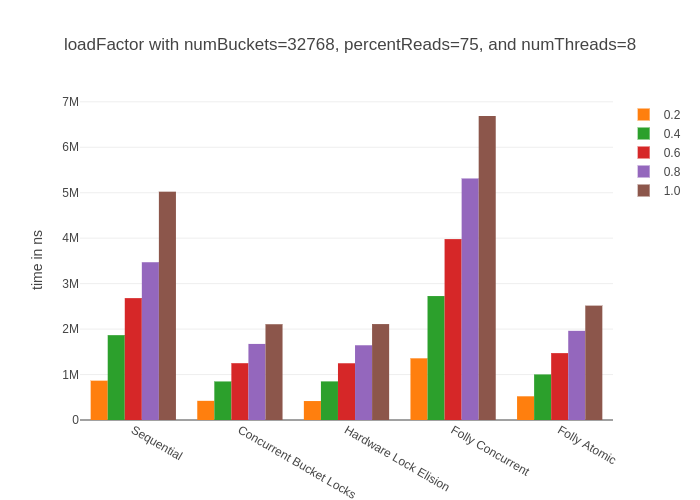 loadFactor with numBuckets=32768, percentReads=75, and numThreads=8
7M
6M
5M
4M
3M
2M
1M
0
time in ns
Sequential
Concurrent Bucket Locks
Hardware Lock Elision
Folly Concurrent
Folly Atomic
0.2
0.4
0.6
0.8
1.0